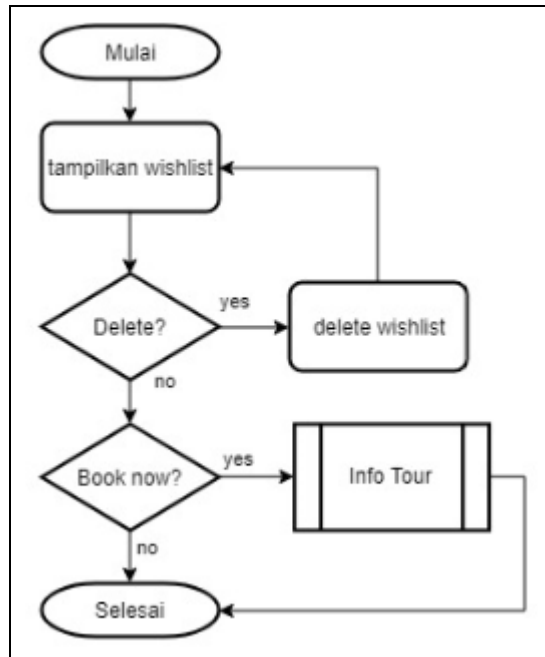 Mulai
tampilkan wishlist
Delete?
yes
delete wishlist
no
Book now?
yes
Info Tour
no
Selesai